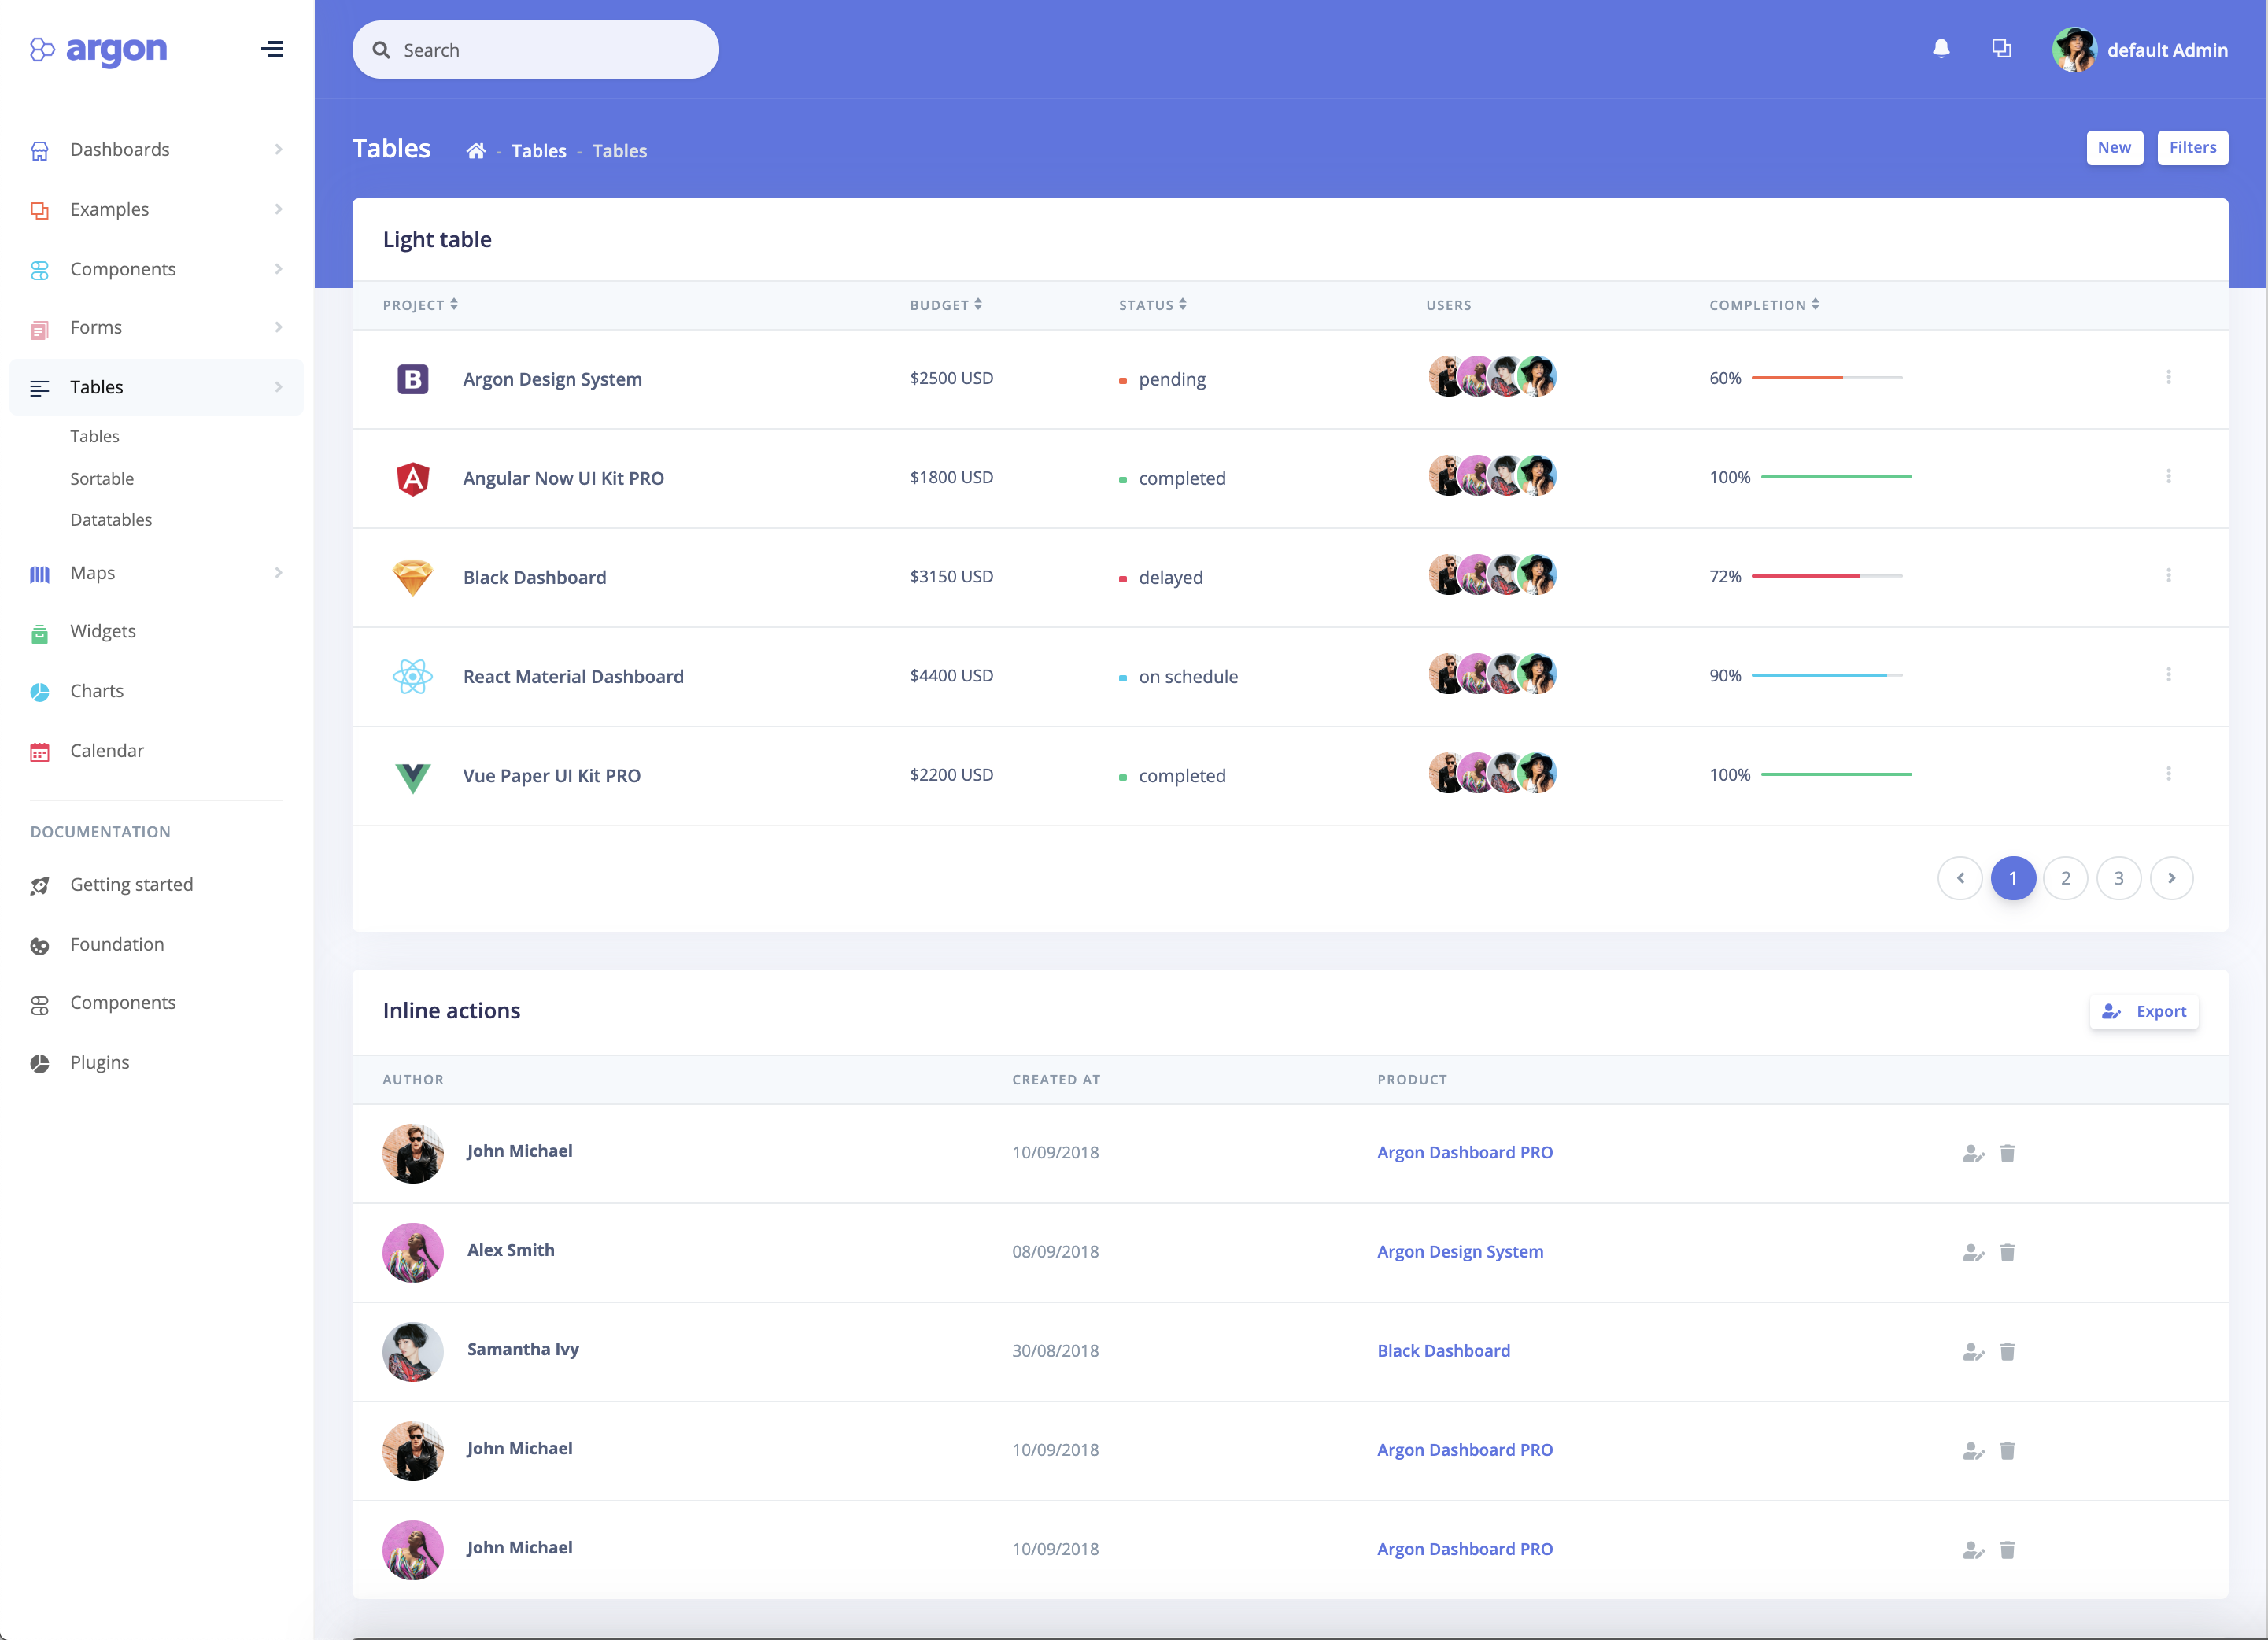 argon
Search
default Admin
Dashboards
Examples
Components
Forms
Tables
Tables
Sortable
Datatables
Maps
Widgets
Charts
Calendar
DOCUMENTATION
Getting started
Foundation
Components
Plugins
Tables - Tables - Tables
New Filters
Light table
PROJECT BUDGET STATUS USERS COMPLETION
B Argon Design System $2500 USD pending 60%
A Angular Now UI Kit PRO $1800 USD completed 100%
Black Dashboard $3150 USD delayed 72%
React Material Dashboard $4400 USD on schedule 90%
Vue Paper UI Kit PRO $2200 USD completed 100%
1 2 3
Inline actions Export
AUTHOR CREATED AT PRODUCT
John Michael 10/09/2018 Argon Dashboard PRO
Alex Smith 08/09/2018 Argon Design System
Samantha Ivy 30/08/2018 Black Dashboard
John Michael 10/09/2018 Argon Dashboard PRO
John Michael 10/09/2018 Argon Dashboard PRO